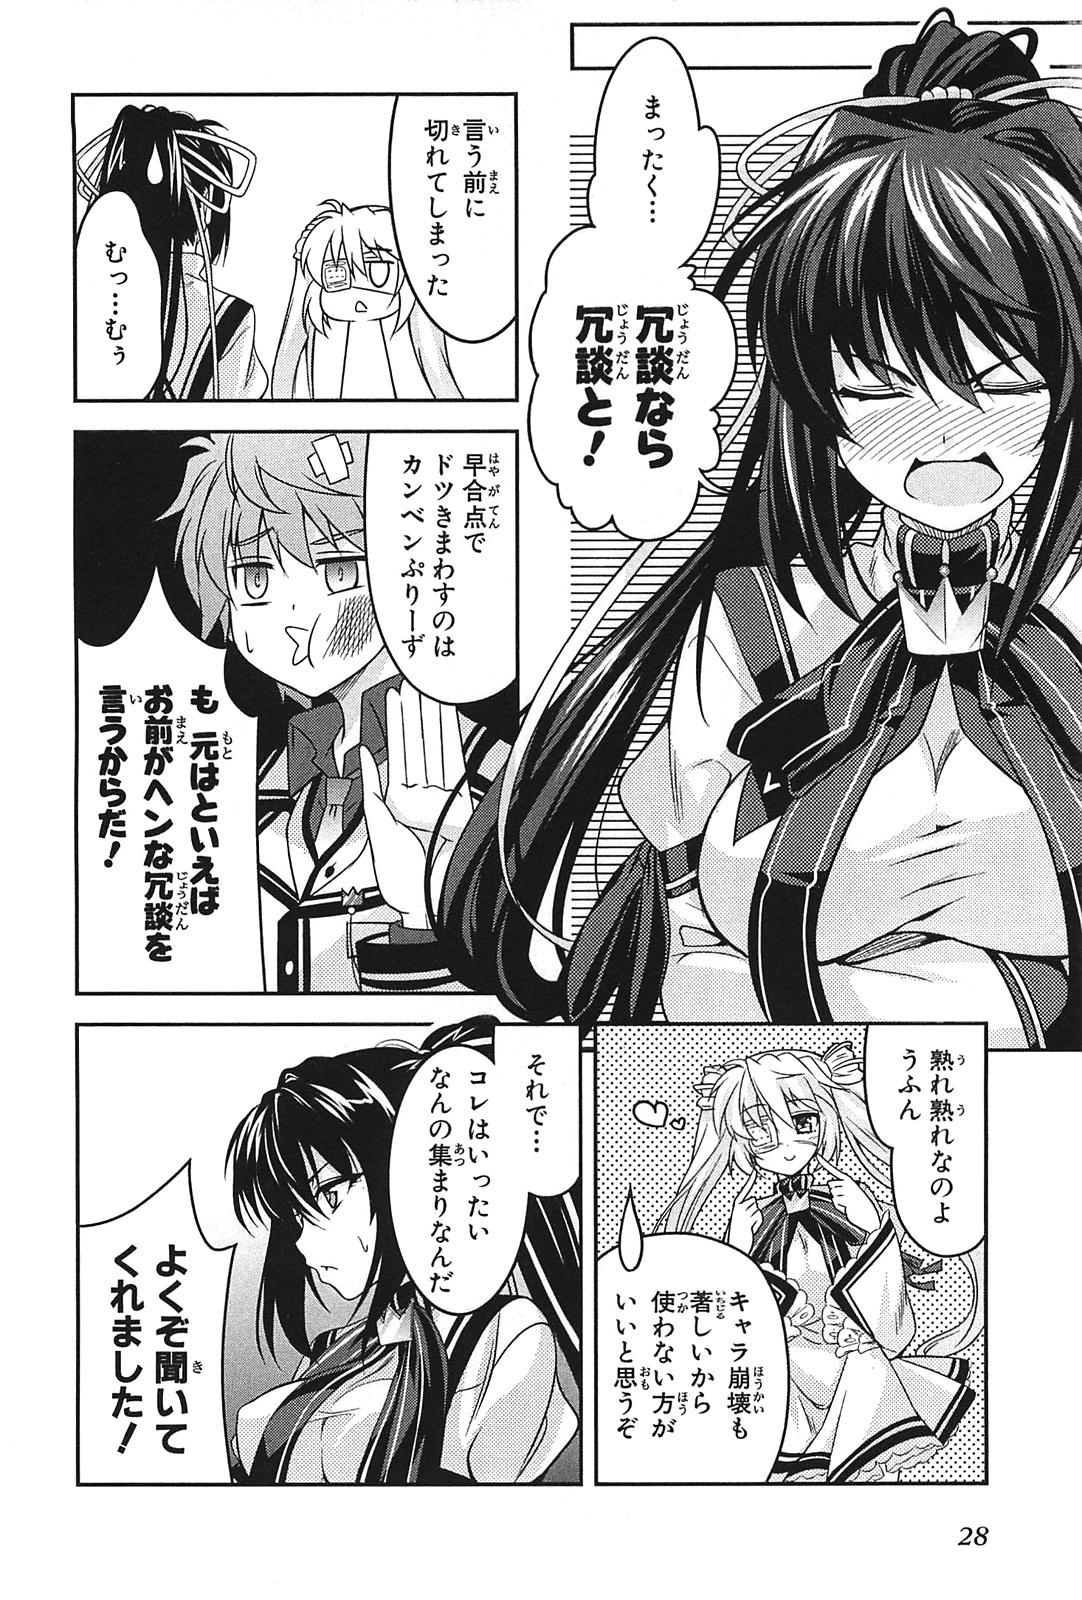 まったく…
冗談なら
冗談と！
言う前に
切れてしまった
むっ…むぅ
早合点で
ドツきまわすのは
カンベンぷりーず
も 元はといえば
お前がヘンな冗談を
言うからだ！
熟れ熟れなのよ
うふん
キャラ崩壊も
著しいから
使わない方が
いいと思うぞ
それで…
コレはいったい
なんの集まりなんだ
よくぞ聞いて
くれました！
28